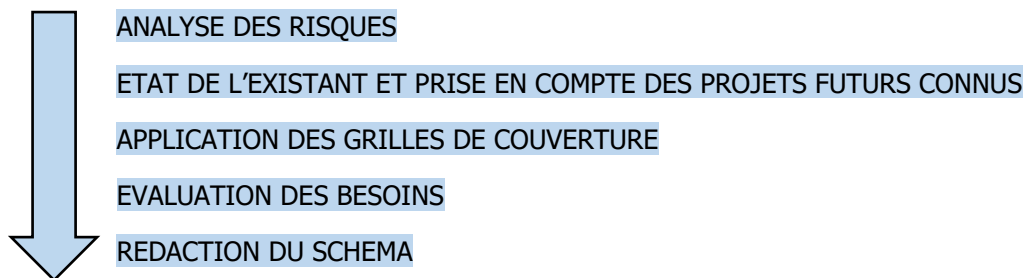 ANALYSE DES RISQUES
ETAT DE L’EXISTANT ET PRISE EN COMPTE DES PROJETS FUTURS CONNUS
APPLICATION DES GRILLES DE COUVERTURE
EVALUATION DES BESOINS
REDACTION DU SCHEMA